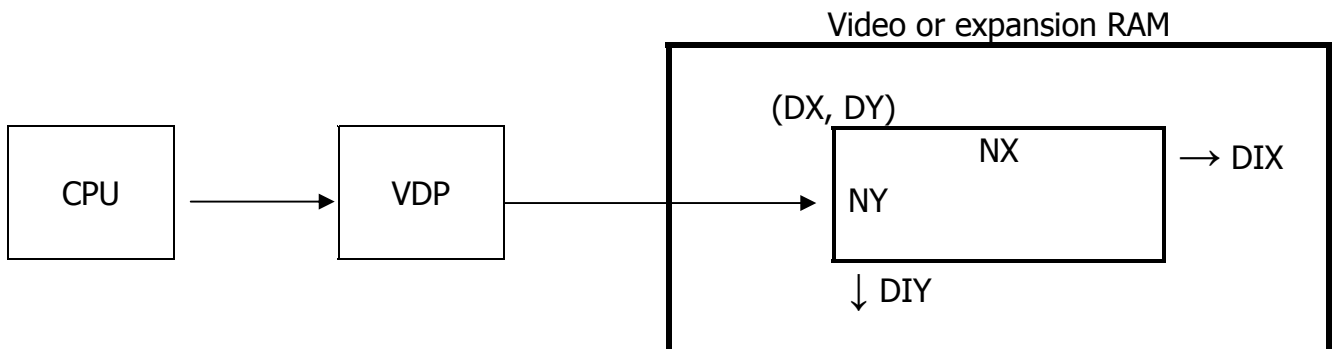 Video or expansion RAM
(DX, DY)
CPU
VDP
NX
→ DIX
NY
↓ DIY